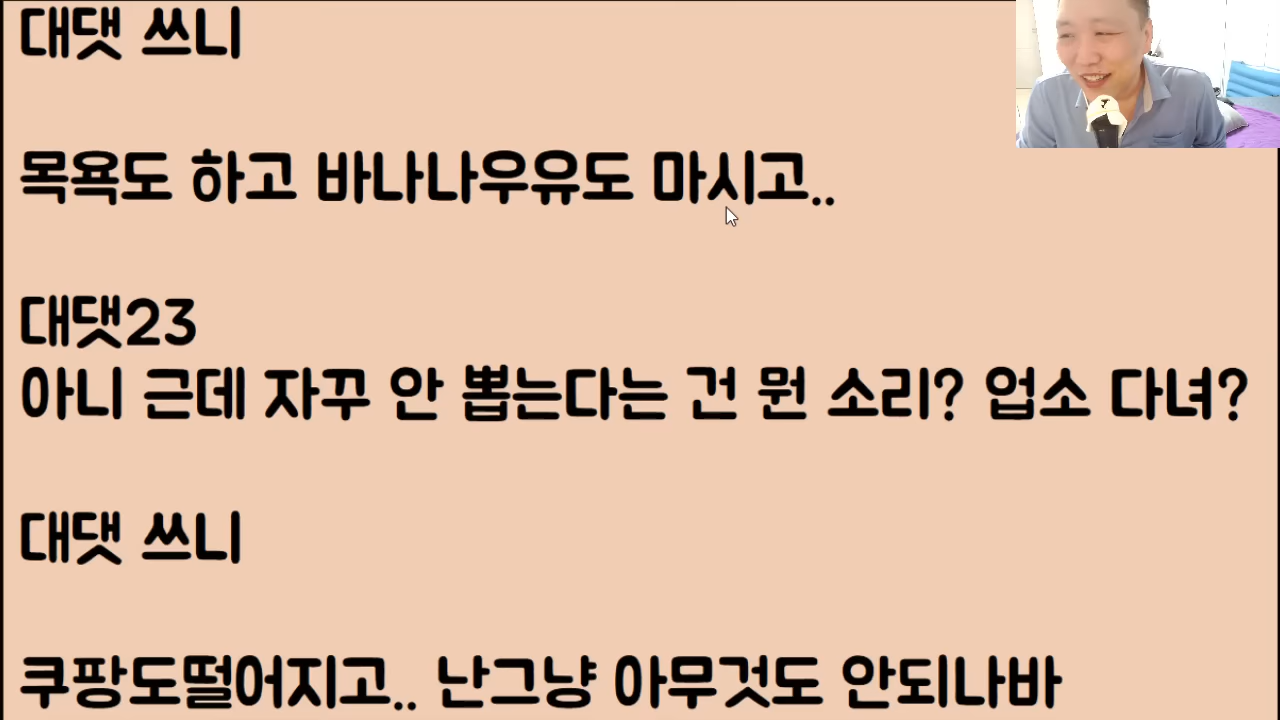 대댓 쓰니
목욕도 하고 바나나우유도 마시고..
대댓23
아니 근데 자꾸 안 뽑는다는 건 뭔 소리? 업소 다녀?
대댓 쓰니
쿠팡도떨어지고.. 난그냥 아무것도 안되나바